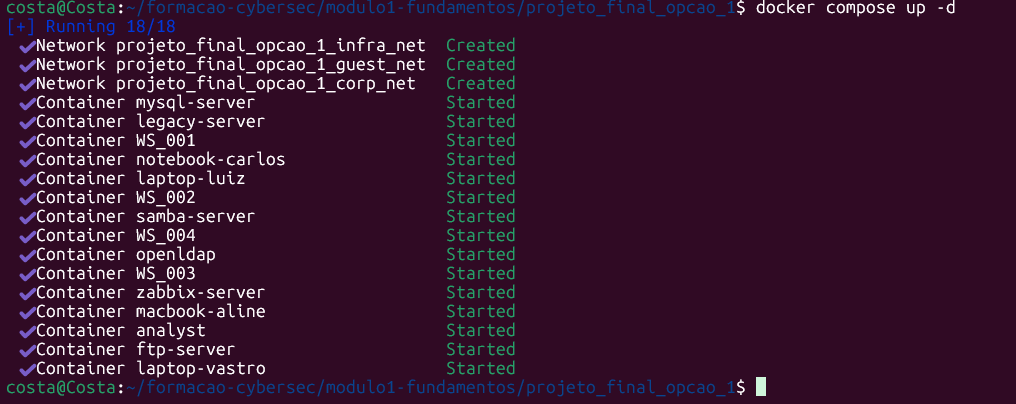 costa@Costa:~/formacao-cybersec/modulo1-fundamentos/projeto_final_opcao_1$ docker compose up -d
[+] Running 18/18
✔Network projeto_final_opcao_1_infra_net Created
✔Network projeto_final_opcao_1_guest_net Created
✔Network projeto_final_opcao_1_corp_net Created
✔Container mysql-server Started
✔Container legacy-server Started
✔Container WS_001 Started
✔Container notebook-carlos Started
✔Container laptop-luiz Started
✔Container WS_002 Started
✔Container samba-server Started
✔Container WS_004 Started
✔Container openldap Started
✔Container WS_003 Started
✔Container zabbix-server Started
✔Container macbook-aline Started
✔Container analyst Started
✔Container ftp-server Started
✔Container laptop-vastro Started
costa@Costa:~/formacao-cybersec/modulo1-fundamentos/projeto_final_opcao_1$